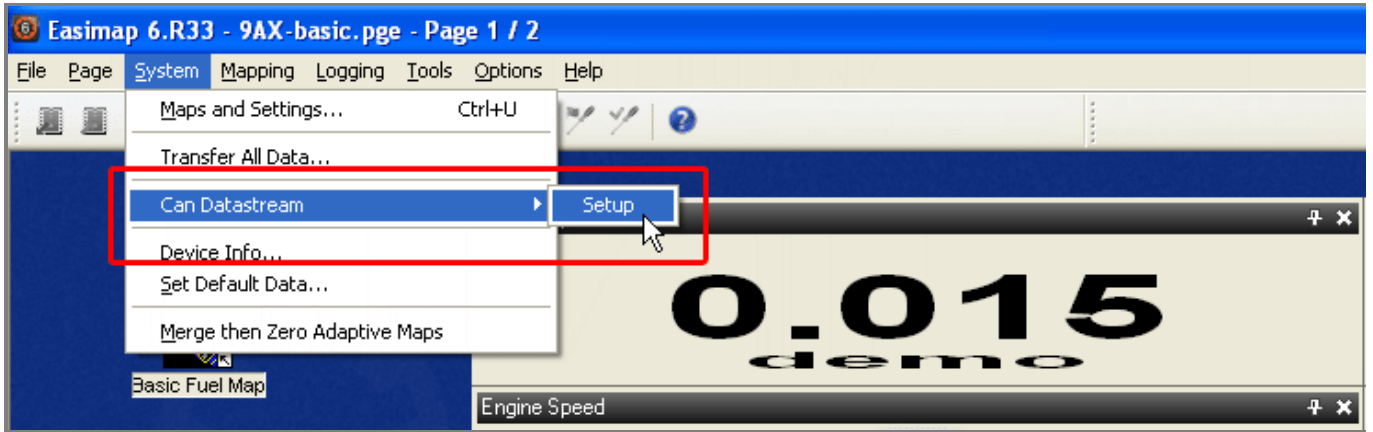 Easimap 6.R33 - 9AX-basic.pge - Page 1 / 2
File Page System Mapping Logging Tools Options Help
Maps and Settings... Ctrl+U
Transfer All Data...
Can Datastream Setup
Device Info...
Set Default Data...
Merge then Zero Adaptive Maps
0.015
demo
Basic Fuel Map
Engine Speed